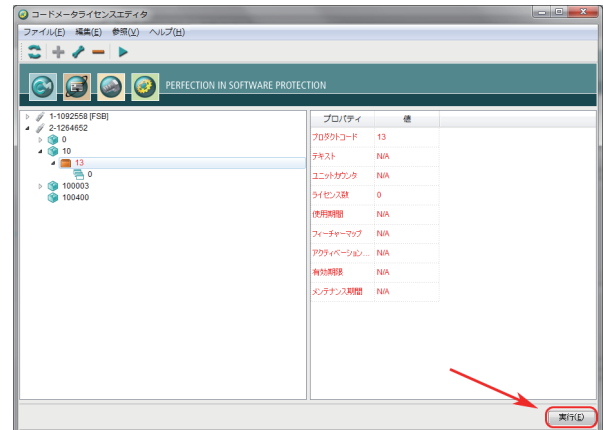 コードメータライセンスエディタ
ファイル(F) 編集(E) 参照(V) ヘルプ(H)
PERFECTION IN SOFTWARE PROTECTION
1-1092558 [FSB]
2-1264652
0
10
13
0
100003
100400
プロパティ 値
プロダクトコード 13
テキスト N/A
ユニットカウンタ N/A
ライセンス数 0
使用期間 N/A
フィーチャーマップ N/A
アクティベーション... N/A
有効期限 N/A
メンテナンス期間 N/A
実行(E)